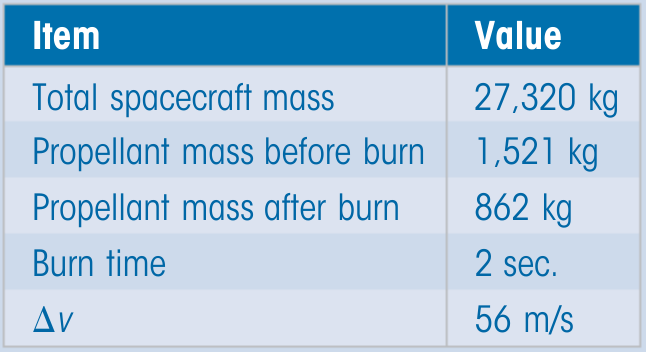 Item Value
Total spacecraft mass 27,320 kg
Propellant mass before burn 1,521 kg
Propellant mass after burn 862 kg
Burn time 2 sec.
Δv 56 m/s